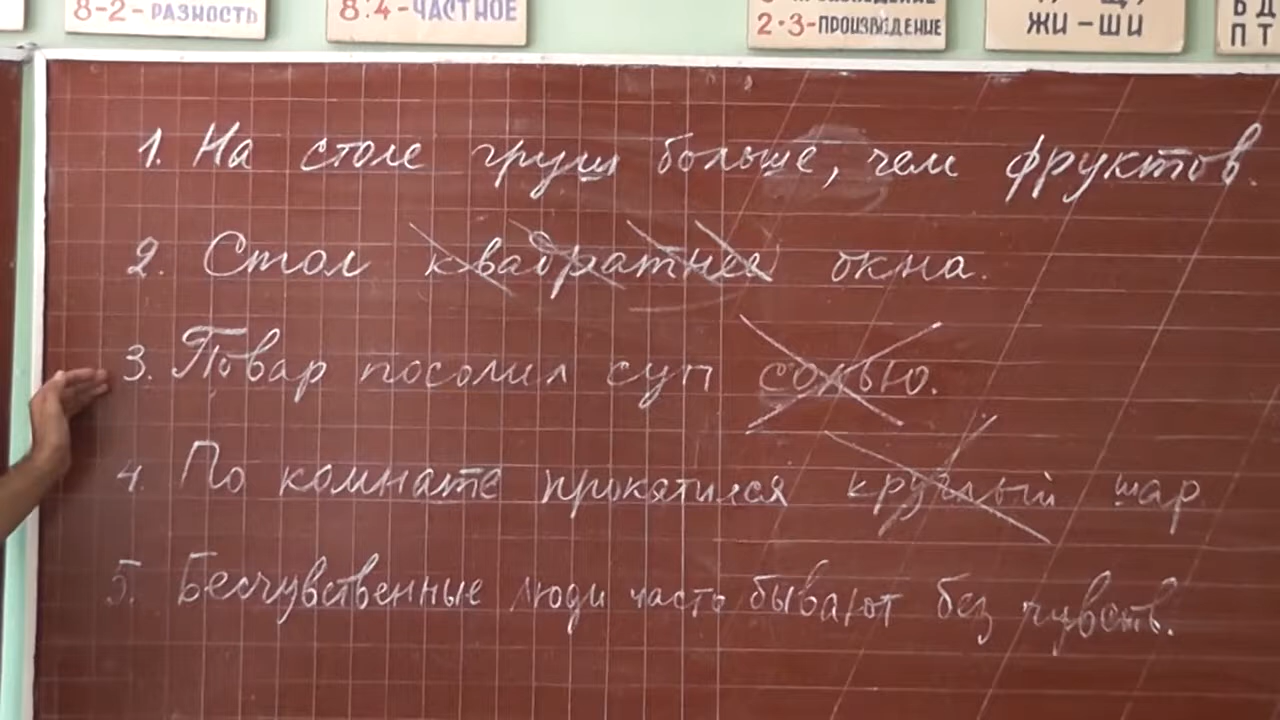 8-2-РАЗНОСТЬ
8:4-ЧАСТНОЕ
2·3-ПРОИЗВЕДЕНИЕ
ЖИ-ШИ
П Т
1. На столе груш больше, чем фруктов.
2. Стол квадратнее окна.
3. Повар посолил суп солью.
4. По комнате прокатился круглый шар
5. Бесчувственные люди часто бывают без чувств.